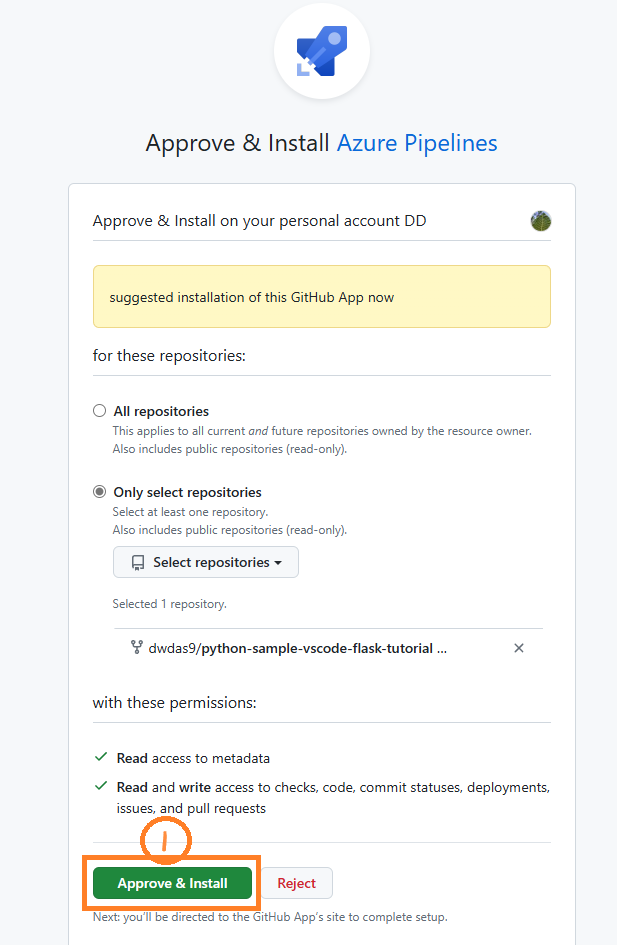 Approve & Install Azure Pipelines
Approve & Install on your personal account DD
suggested installation of this GitHub App now
for these repositories:
All repositories
This applies to all current and future repositories owned by the resource owner.
Also includes public repositories (read-only).
Only select repositories
Select at least one repository.
Also includes public repositories (read-only).
Select repositories
Selected 1 repository.
dwdas9/python-sample-vscode-flask-tutorial ...
with these permissions:
Read access to metadata
Read and write access to checks, code, commit statuses, deployments,
issues, and pull requests
1
Approve & Install Reject
Next: you'll be directed to the GitHub App's site to complete setup.